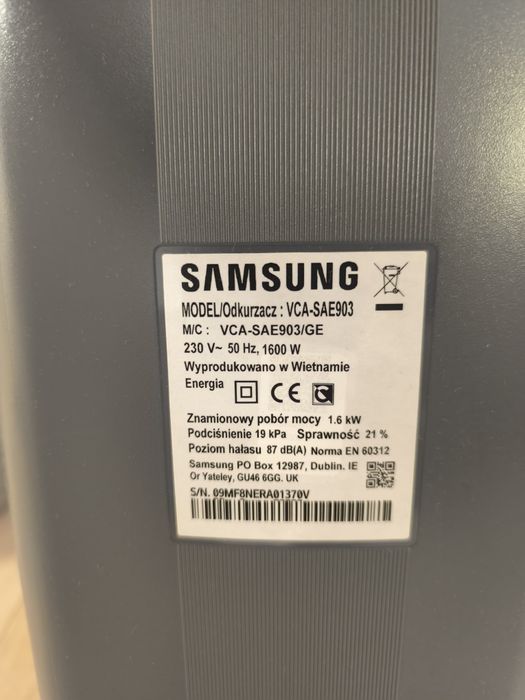 SAMSUNG
MODEL/Odkurzacz : VCA-SAE903
M/C : VCA-SAE903/GE
230 V~ 50 Hz, 1600 W
Wyprodukowano w Wietnamie
Energia
CE
Znamionowy pobór mocy 1.6 kW
Podciśnienie 19 kPa Sprawność 21 %
Poziom hałasu 87 dB(A) Norma EN 60312
Samsung PO Box 12987, Dublin. IE
Or Yateley, GU46 6GG. UK
S/N. 09MF8NERA01370V